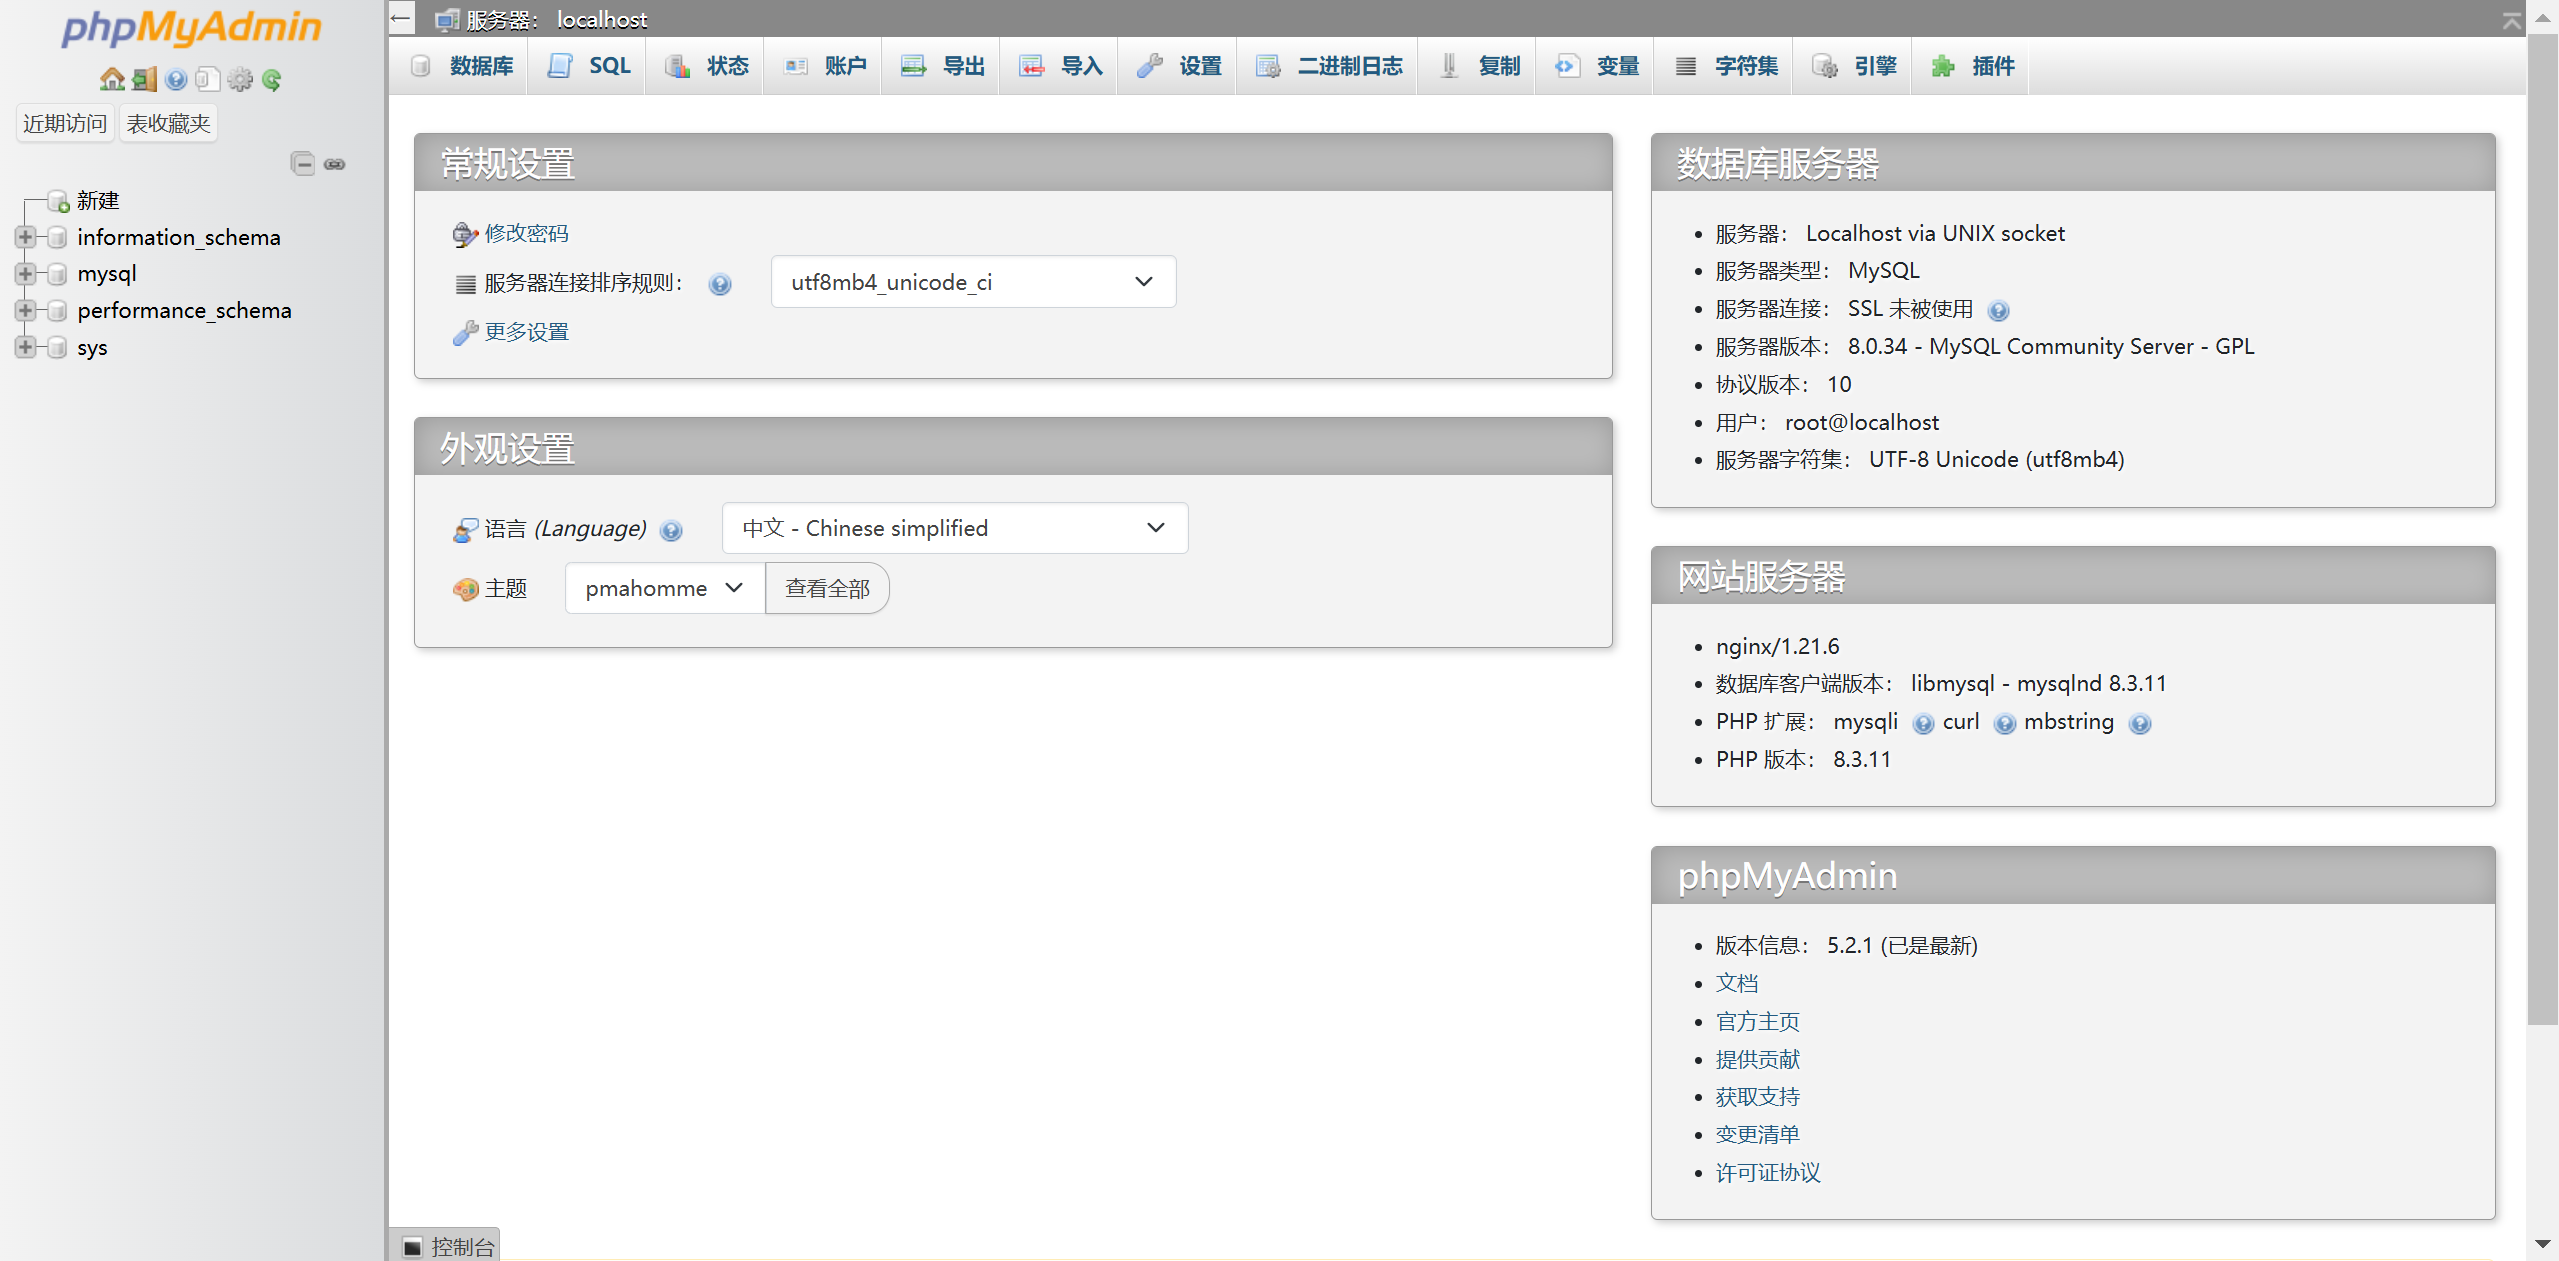 phpMyAdmin
近期访问 表收藏夹
新建
information_schema
mysql
performance_schema
sys
服务器： localhost
数据库 SQL 状态 账户 导出 导入 设置 二进制日志 复制 变量 字符集 引擎 插件
常规设置
修改密码
服务器连接排序规则： utf8mb4_unicode_ci
更多设置
外观设置
语言 (Language) 中文 - Chinese simplified
主题 pmahomme 查看全部
数据库服务器
服务器： Localhost via UNIX socket
服务器类型： MySQL
服务器连接： SSL 未被使用
服务器版本： 8.0.34 - MySQL Community Server - GPL
协议版本： 10
用户： root@localhost
服务器字符集： UTF-8 Unicode (utf8mb4)
网站服务器
nginx/1.21.6
数据库客户端版本： libmysql - mysqlnd 8.3.11
PHP 扩展： mysqli curl mbstring
PHP 版本： 8.3.11
phpMyAdmin
版本信息： 5.2.1 (已是最新)
文档
官方主页
提供贡献
获取支持
变更清单
许可证协议
控制台